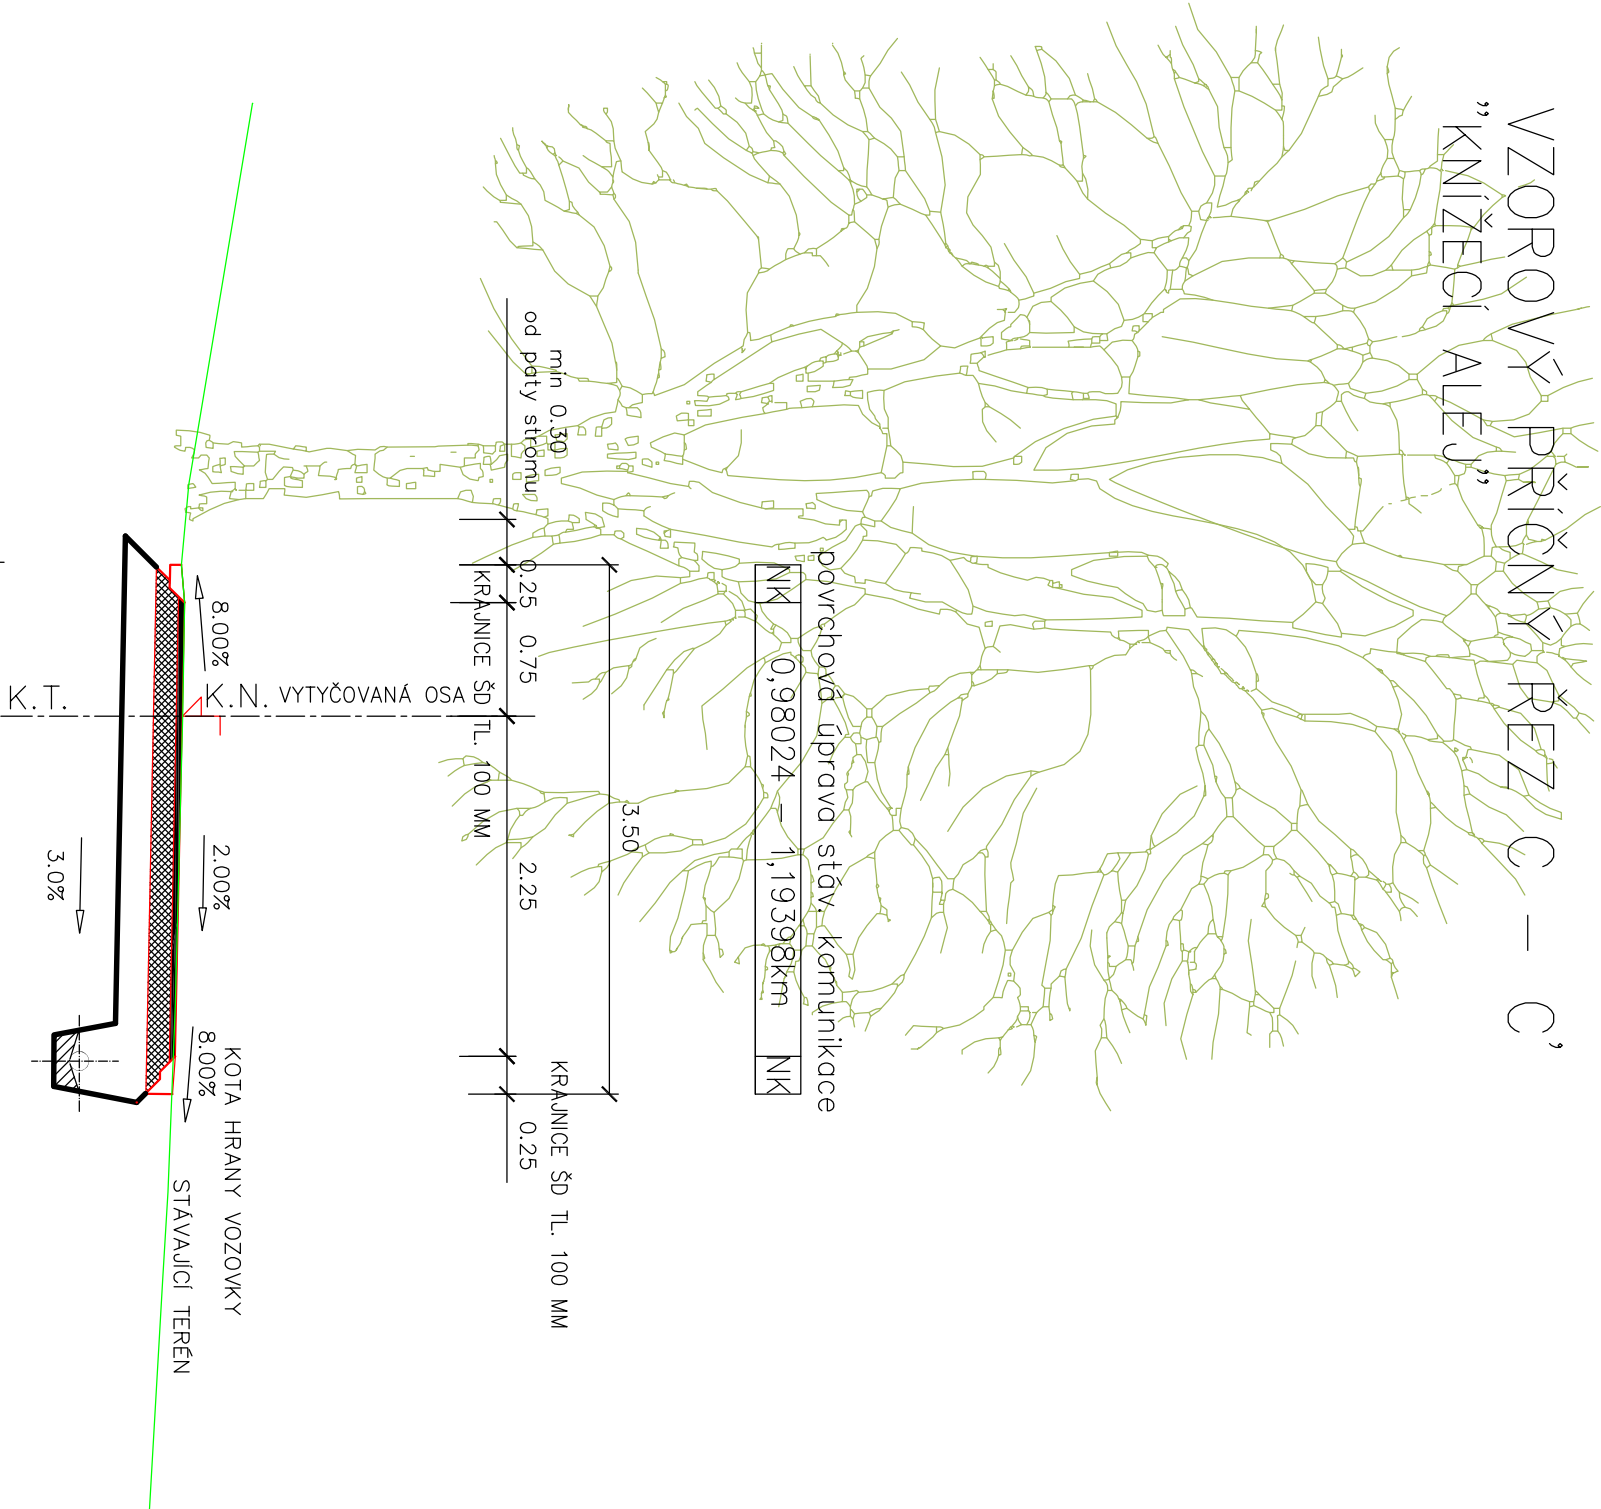 VZOROVÝ PŘÍČNÝ ŘEZ C – C’
”KNÍŽECÍ ALEJ”
povrchová úprava stáv. komunikace
NK 0,98024 – 1,19398km NK
3.50
min 0.30
od paty stromu
0.25 0.75 2.25 0.25
KRAJNICE ŠD TL. 100 MM
KRAJNICE ŠD TL. 100 MM
K.N. VYTYČOVANÁ OSA
K.T.
8.00% 2.00% 8.00%
KOTA HRANY VOZOVKY
STÁVAJÍCÍ TERÉN
3.0%